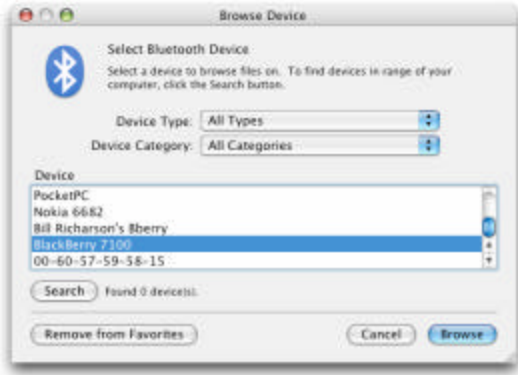 Browse Device
Select Bluetooth Device
Select a device to browse files on. To find devices in range of your
computer, click the Search button.
Device Type: All Types
Device Category: All Categories
Device
PocketPC
Nokia 6682
Bill Richarson's Bberry
BlackBerry 7100
00-60-57-59-58-15
Search Found 0 device(s).
Remove from Favorites Cancel Browse